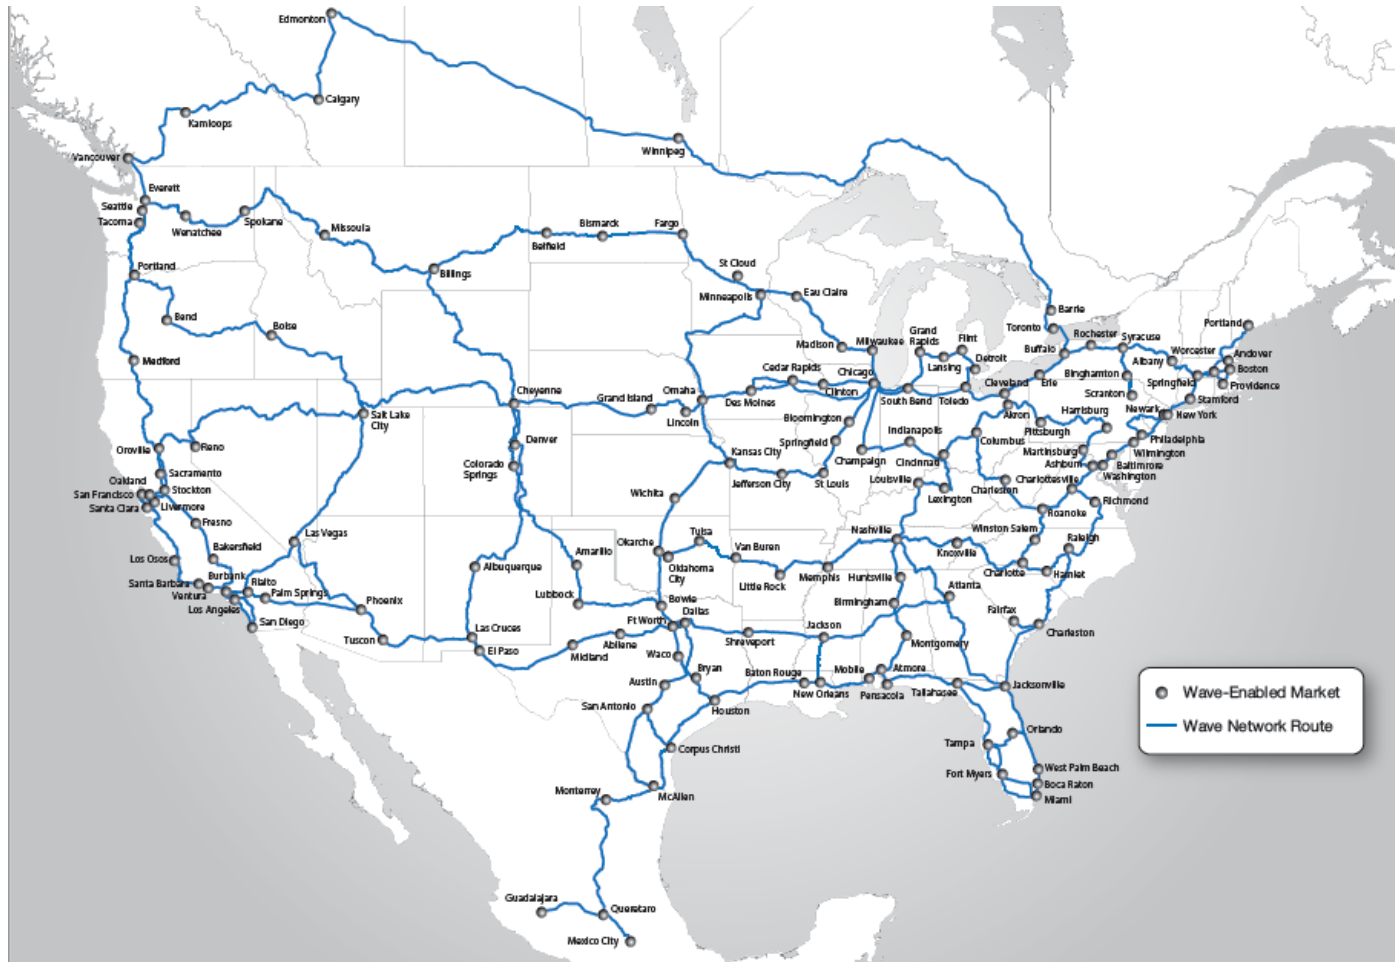 Edmonton
Calgary
Kamloops
Winnipeg
Vancouver
Everett
Seattle
Tacoma
Wenatchee
Spokane
Missoula
Belfield
Bismarck
Fargo
Billings
St Cloud
Minneapolis
Eau Claire
Portland
Bend
Boise
Medford
Barrie
Toronto
Rochester
Syracuse
Portland
Buffalo
Albany
Worcester
Andover
Boston
Providence
Springfield
Stamford
Madison
Milwaukee
Grand
Rapids
Flint
Lansing
Detroit
Cleveland
Erie
Binghamton
Scranton
Cedar Rapids
Chicago
Clinton
South Bend
Toledo
Akron
Harrisburg
Newark
New York
Cheyenne
Grand Island
Omaha
Lincoln
Des Moines
Bloomington
Indianapolis
Columbus
Pittsburgh
Philadelphia
Wilmington
Salt Lake
City
Reno
Oroville
Denver
Colorado
Springs
Kansas City
Springfield
Champaign
Cincinnati
Martinsburg
Ashburn
Baltimore
Washington
Sacramento
Oakland
Stockton
San Francisco
Livermore
Santa Clara
Jefferson City
St Louis
Louisville
Lexington
Charleston
Charlottesville
Richmond
Roanoke
Wichita
Fresno
Las Vegas
Nashville
Winston Salem
Raleigh
Knoxville
Okarche
Tulsa
Van Buren
Oklahoma
City
Amarillo
Little Rock
Memphis
Huntsville
Charlotte
Hamlet
Los Osos
Bakersfield
Burbank
Rialto
Santa Barbara
Palm Springs
Ventura
Los Angeles
San Diego
Phoenix
Albuquerque
Lubbock
Bowie
Dallas
Ft Worth
Birmingham
Atlanta
Fairfax
Charleston
Tuscon
Las Cruces
El Paso
Midland
Abilene
Shreveport
Jackson
Montgomery
Waco
Bryan
Austin
Baton Rouge
Mobile
Atmore
New Orleans
Pensacola
Tallahasee
Jacksonville
San Antonio
Houston
Corpus Christi
Orlando
Tampa
West Palm Beach
Fort Myers
Boca Raton
Miami
Monterrey
McAllen
Guadalajara
Queretaro
Mexico City
Wave-Enabled Market
Wave Network Route